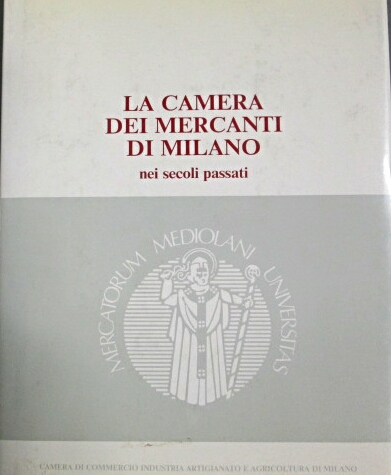 LA CAMERA
DEI MERCANTI
DI MILANO
nei secoli passati
MERCATORUM MEDIOLANI UNIVERSITAS
CAMERA DI COMMERCIO INDUSTRIA ARTIGIANATO E AGRICOLTURA DI MILANO